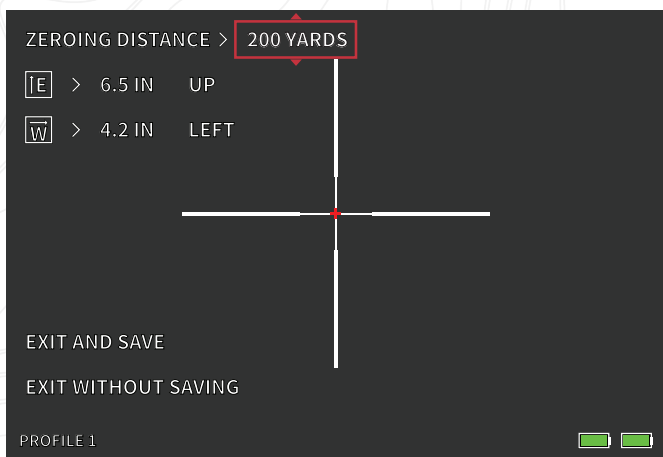 ZEROING DISTANCE > 200 YARDS
E > 6.5 IN UP
W > 4.2 IN LEFT
EXIT AND SAVE
EXIT WITHOUT SAVING
PROFILE 1